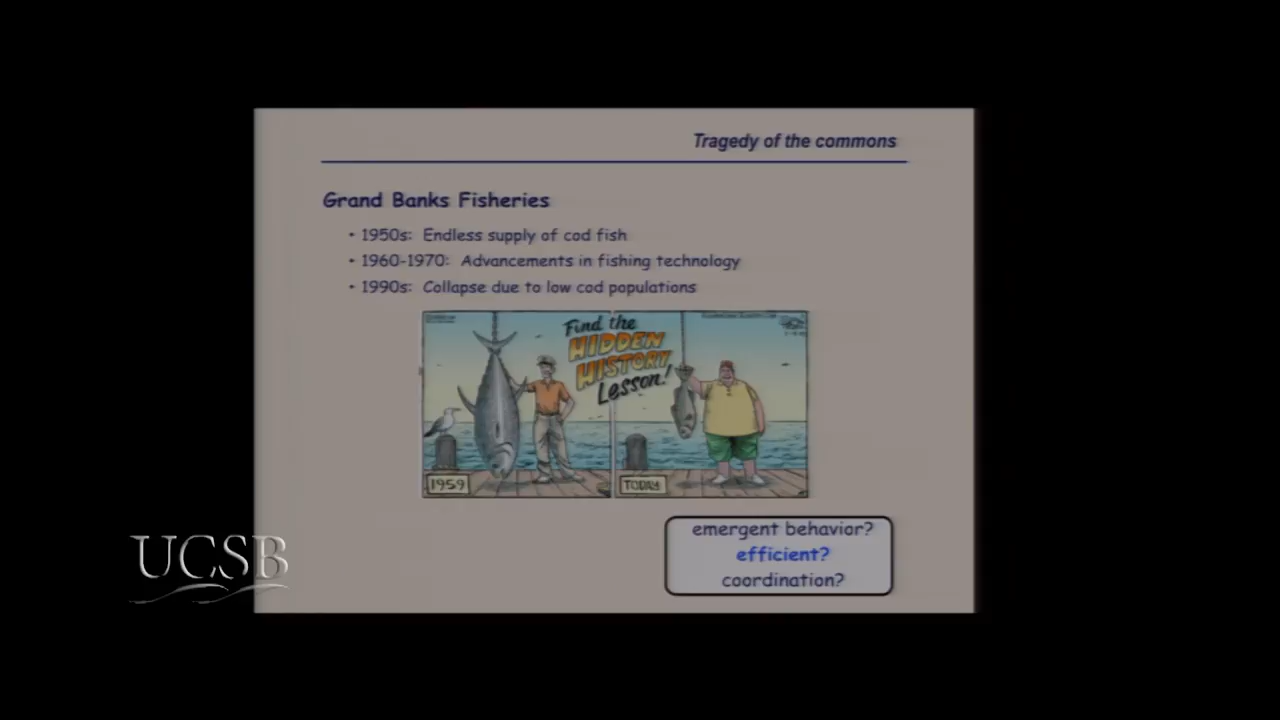 Tragedy of the commons
Grand Banks Fisheries
• 1950s: Endless supply of cod fish
• 1960-1970: Advancements in fishing technology
• 1990s: Collapse due to low cod populations
Find the
HIDDEN
HISTORY
Lesson!
1959
TODAY
emergent behavior?
efficient?
coordination?
UCSB